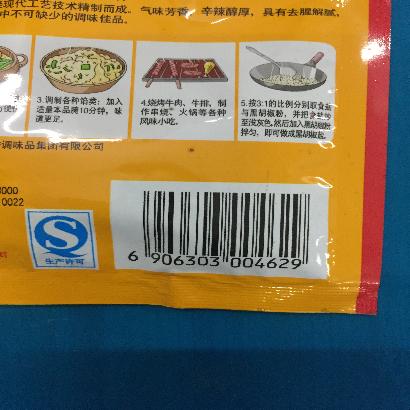 现代工艺技术精制而成。 气味芳香、辛辣醇厚，具有去腥解腻，
中不可缺少的调味佳品。
3.调制各种馅类：加入
适量本品腌10分钟，味
道更足。
4.烧烤牛肉、牛排、制
作串烧、火锅等各种
风味小吃。
5.按3:1的比例分别取食盐
与黑胡椒粉，并把食盐炒
至浅灰色，然后加入黑胡椒粉
拌匀，即可做成黑胡椒盐。
调味品集团有限公司
3000
0022
S
生产许可
6 906303 004629